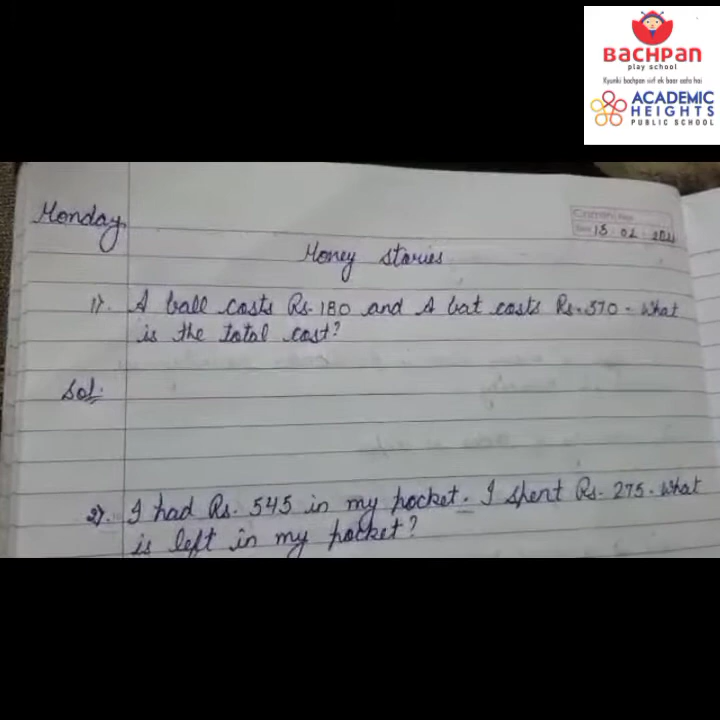 BACHPAN
play school
Kyunki bachpan sirf ek baar aata hai
ACADEMIC
HEIGHTS
PUBLIC SCHOOL
Monday
Date 15.02.2021
Money stories
1). A ball costs Rs. 180 and A bat costs Rs. 370. What
is the total cost?
Sol:
2). I had Rs. 545 in my pocket. I spent Rs. 275. What
is left in my pocket?